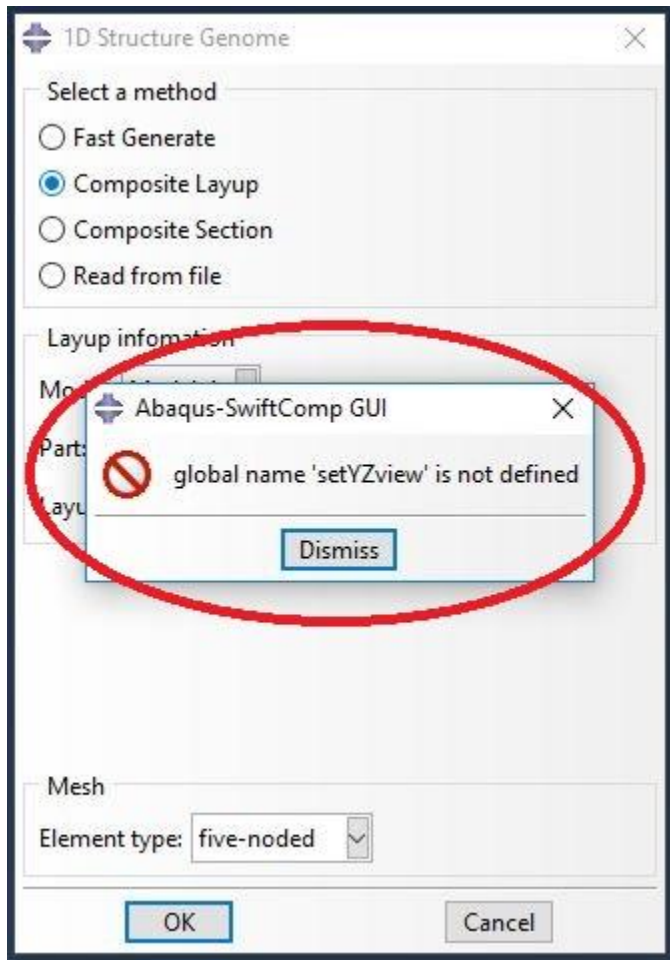 1D Structure Genome
Select a method
Fast Generate
Composite Layup
Composite Section
Read from file
Layup infomation
Abaqus-SwiftComp GUI
Part:
global name 'setYZview' is not defined
Dismiss
Mesh
Element type: five-noded
OK Cancel